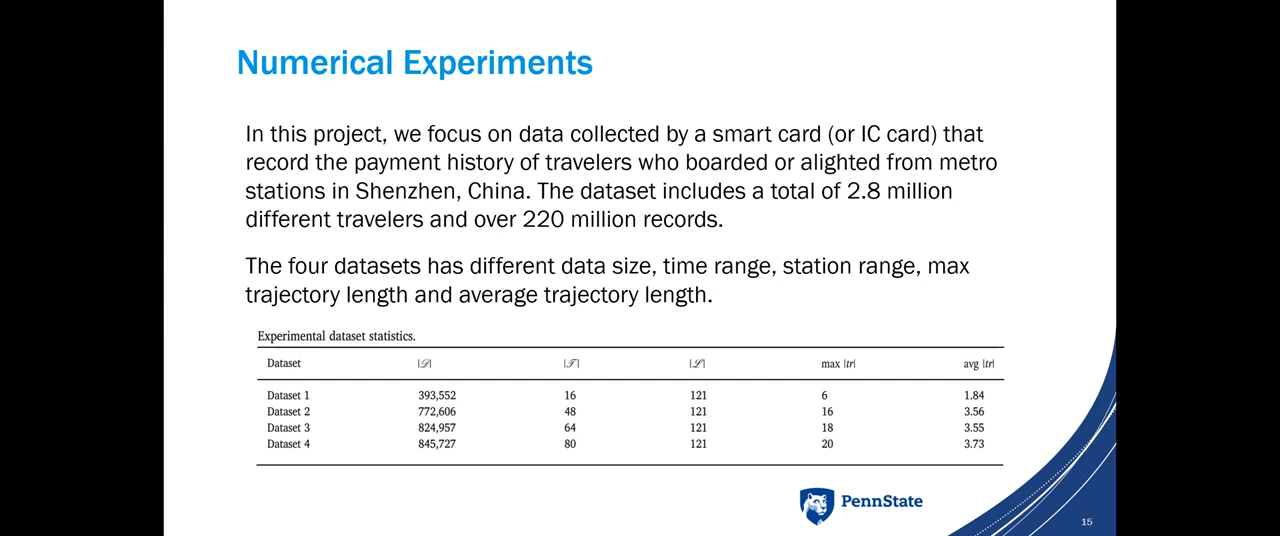 Numerical Experiments
In this project, we focus on data collected by a smart card (or IC card) that
record the payment history of travelers who boarded or alighted from metro
stations in Shenzhen, China. The dataset includes a total of 2.8 million
different travelers and over 220 million records.
The four datasets has different data size, time range, station range, max
trajectory length and average trajectory length.
Experimental dataset statistics.
Dataset |𝒟| |𝒯| |ℒ| max |tr| avg |tr|
Dataset 1 393,552 16 121 6 1.84
Dataset 2 772,606 48 121 16 3.56
Dataset 3 824,957 64 121 18 3.55
Dataset 4 845,727 80 121 20 3.73
PennState
15